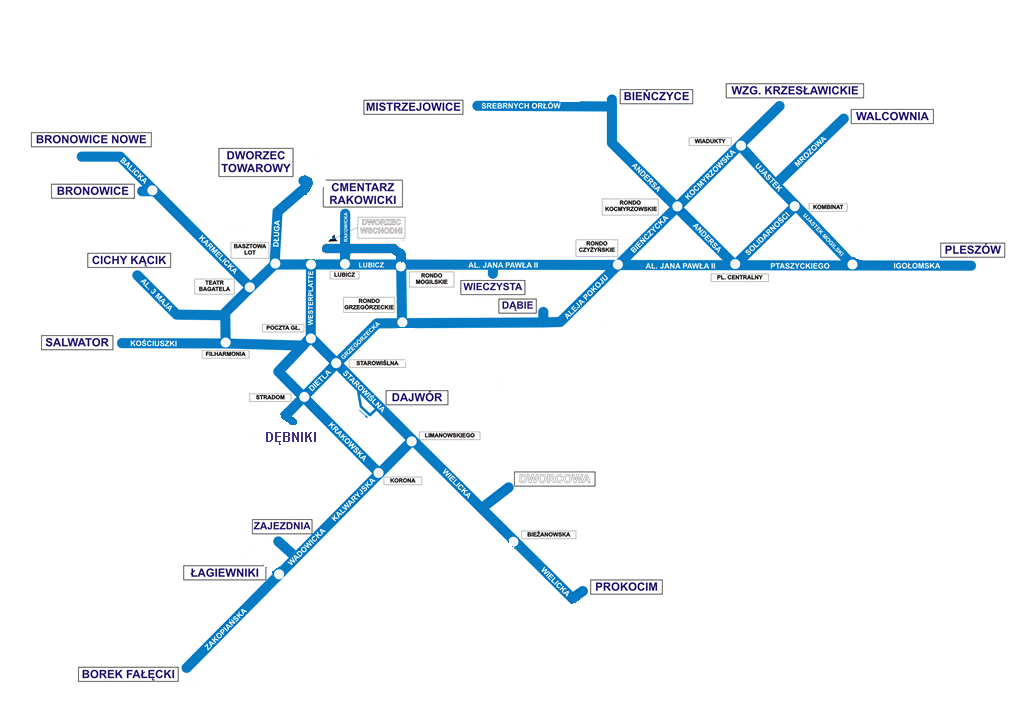 WZG. KRZESŁAWICKIE
BIEŃCZYCE
MISTRZEJOWICE
SREBRNYCH ORŁÓW
WALCOWNIA
BRONOWICE NOWE
WIADUKTY
MROZOWA
DWORZEC
TOWAROWY
BALICKA
ANDERSA
KOCMYRZOWSKA
UJASTEK
BRONOWICE
CMENTARZ
RAKOWICKI
RONDO
KOCMYRZOWSKIE
KOMBINAT
DŁUGA
RAKOWICKA
DWORZEC
WSCHODNI
BASZTOWA
LOT
KARMELICKA
RONDO
CZYŻYŃSKIE
BIEŃCZYCKA
ANDERSA
SOLIDARNOŚCI
UJASTEK MOGILSKI
PLESZÓW
CICHY KĄCIK
LUBICZ
AL. JANA PAWŁA II
AL. JANA PAWŁA II
PTASZYCKIEGO
IGOŁOMSKA
LUBICZ
RONDO
MOGILSKIE
PL. CENTRALNY
TEATR
BAGATELA
WIECZYSTA
AL. 3 MAJA
WESTERPLATTE
RONDO
GRZEGÓRZECKIE
DĄBIE
ALEJA POKOJU
POCZTA GŁ.
SALWATOR
KOŚCIUSZKI
FILHARMONIA
GRZEGÓRZECKA
STAROWIŚLNA
DIETLA
STAROWIŚLNA
STRADOM
DAJWÓR
DĘBNIKI
KRAKOWSKA
LIMANOWSKIEGO
KORONA
WIELICKA
DWORCOWA
KALWARYJSKA
ZAJEZDNIA
WADOWICKA
BIEŻANOWSKA
ŁAGIEWNIKI
WIELICKA
PROKOCIM
ZAKOPIAŃSKA
BOREK FAŁĘCKI